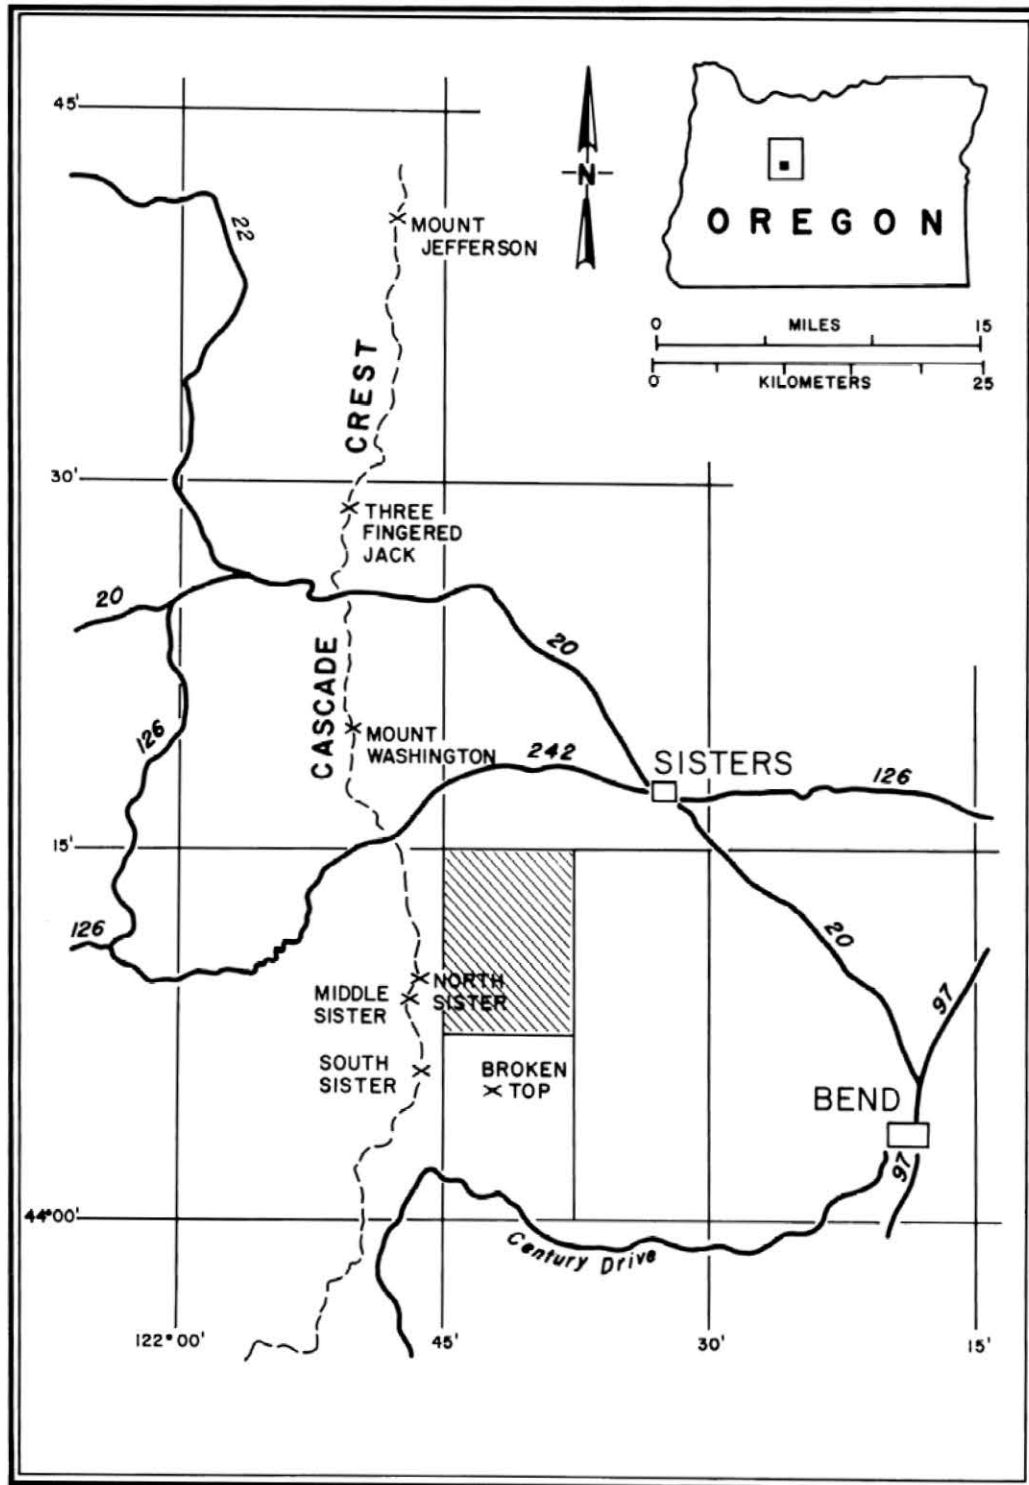 45'
22
MOUNT
JEFFERSON
N
OREGON
0 MILES 15
0 KILOMETERS 25
CREST
30'
THREE
FINGERED
JACK
20
20
CASCADE
126
MOUNT
WASHINGTON
242
SISTERS
126
15'
126
20
97
NORTH
SISTER
MIDDLE
SISTER
SOUTH
SISTER
BROKEN
TOP
BEND
97
44°00'
Century Drive
122°00'
45'
30'
15'